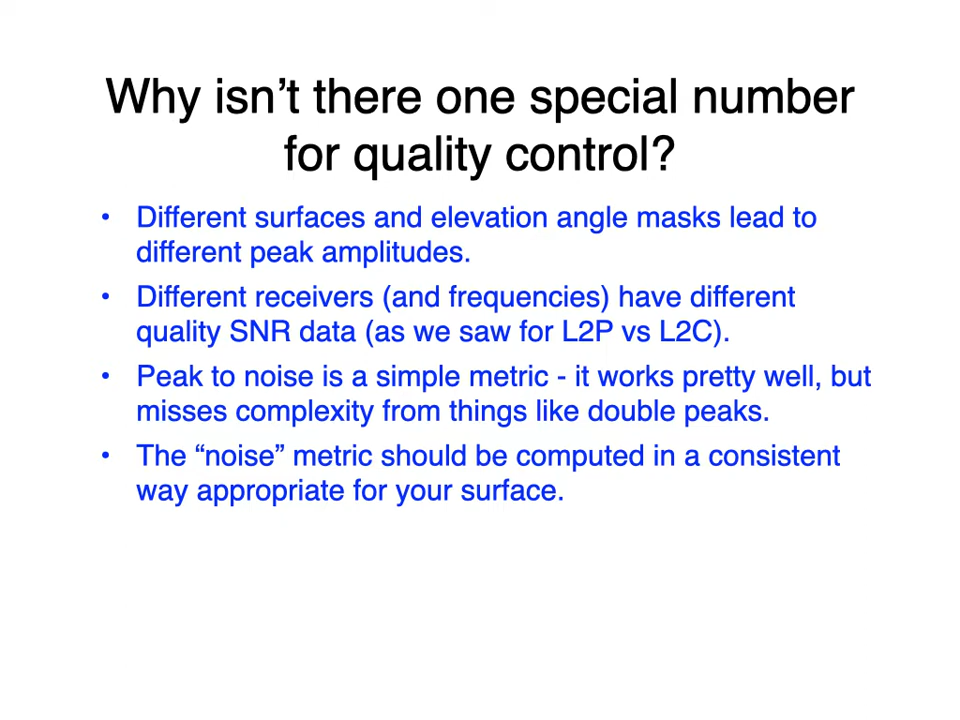 Why isn’t there one special number
for quality control?
• Different surfaces and elevation angle masks lead to
different peak amplitudes.
• Different receivers (and frequencies) have different
quality SNR data (as we saw for L2P vs L2C).
• Peak to noise is a simple metric - it works pretty well, but
misses complexity from things like double peaks.
• The “noise” metric should be computed in a consistent
way appropriate for your surface.